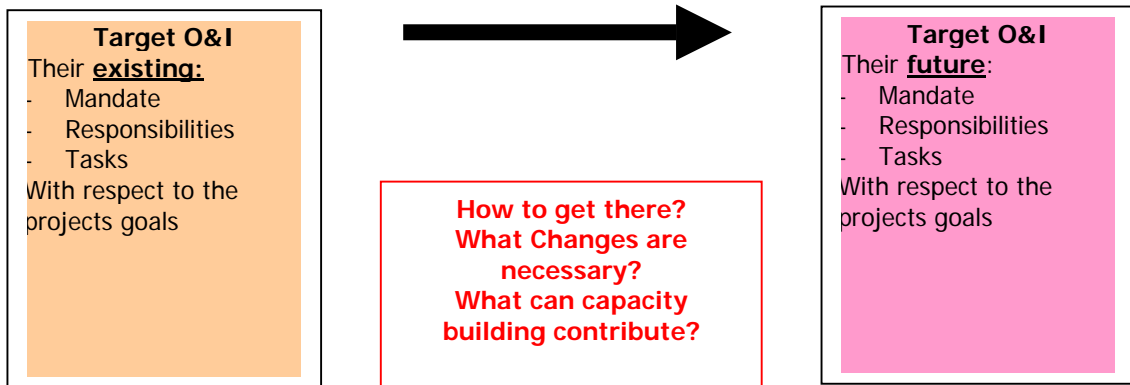 Target O&I
Their existing:
- Mandate
- Responsibilities
- Tasks
With respect to the
projects goals
How to get there?
What Changes are
necessary?
What can capacity
building contribute?
Target O&I
Their future:
- Mandate
- Responsibilities
- Tasks
With respect to the
projects goals